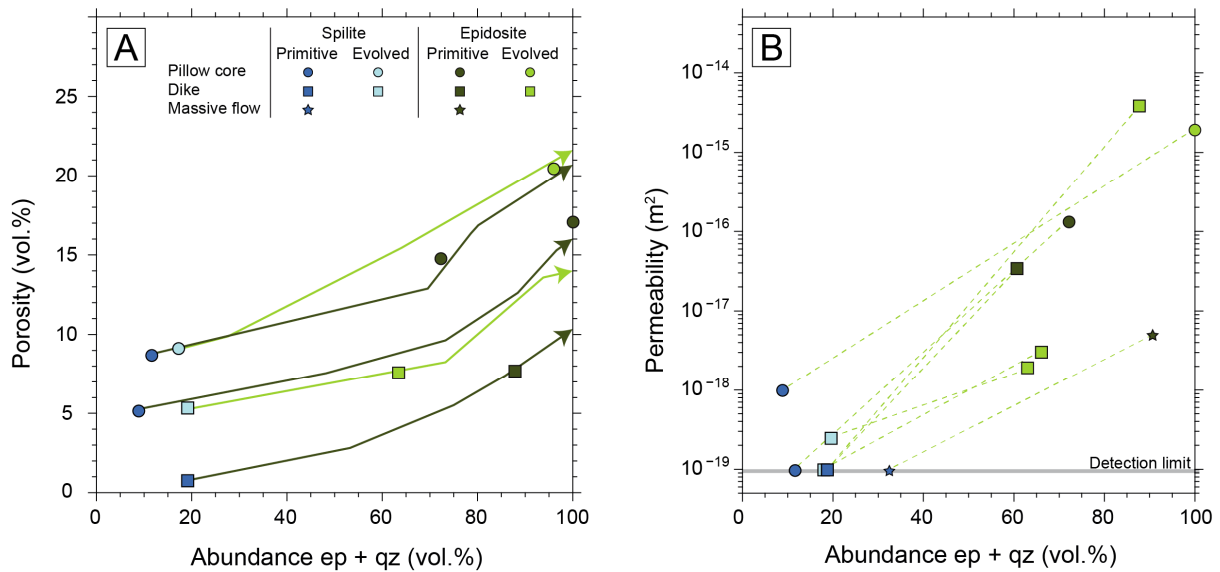 A
Spilite Epidosite
Primitive Evolved Primitive Evolved
Pillow core
Dike
Massive flow
25
20
15
10
5
0
0 20 40 60 80 100
Porosity (vol.%)
Abundance ep + qz (vol.%)
B
10⁻¹⁴
10⁻¹⁵
10⁻¹⁶
10⁻¹⁷
10⁻¹⁸
10⁻¹⁹
Detection limit
0 20 40 60 80 100
Permeability (m²)
Abundance ep + qz (vol.%)